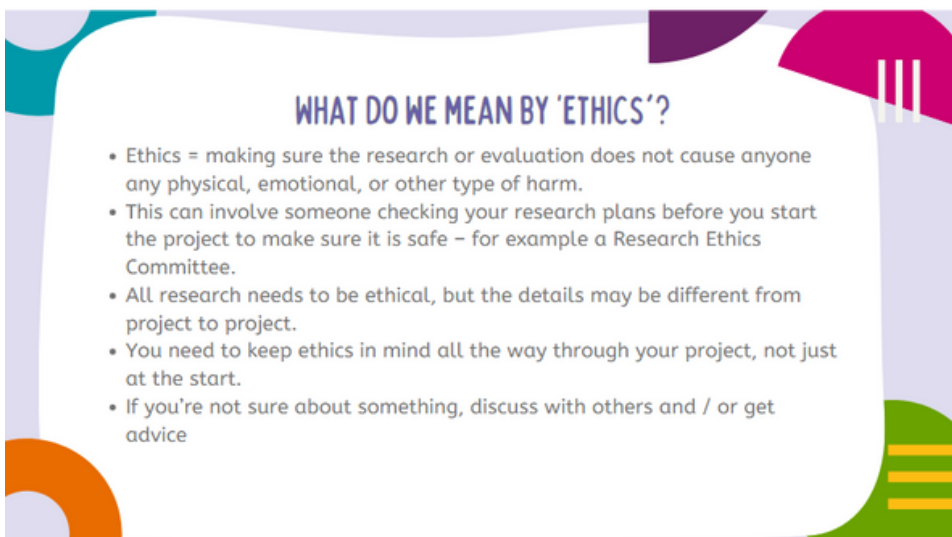 WHAT DO WE MEAN BY 'ETHICS'?
• Ethics = making sure the research or evaluation does not cause anyone
any physical, emotional, or other type of harm.
• This can involve someone checking your research plans before you start
the project to make sure it is safe – for example a Research Ethics
Committee.
• All research needs to be ethical, but the details may be different from
project to project.
• You need to keep ethics in mind all the way through your project, not just
at the start.
• If you're not sure about something, discuss with others and / or get
advice